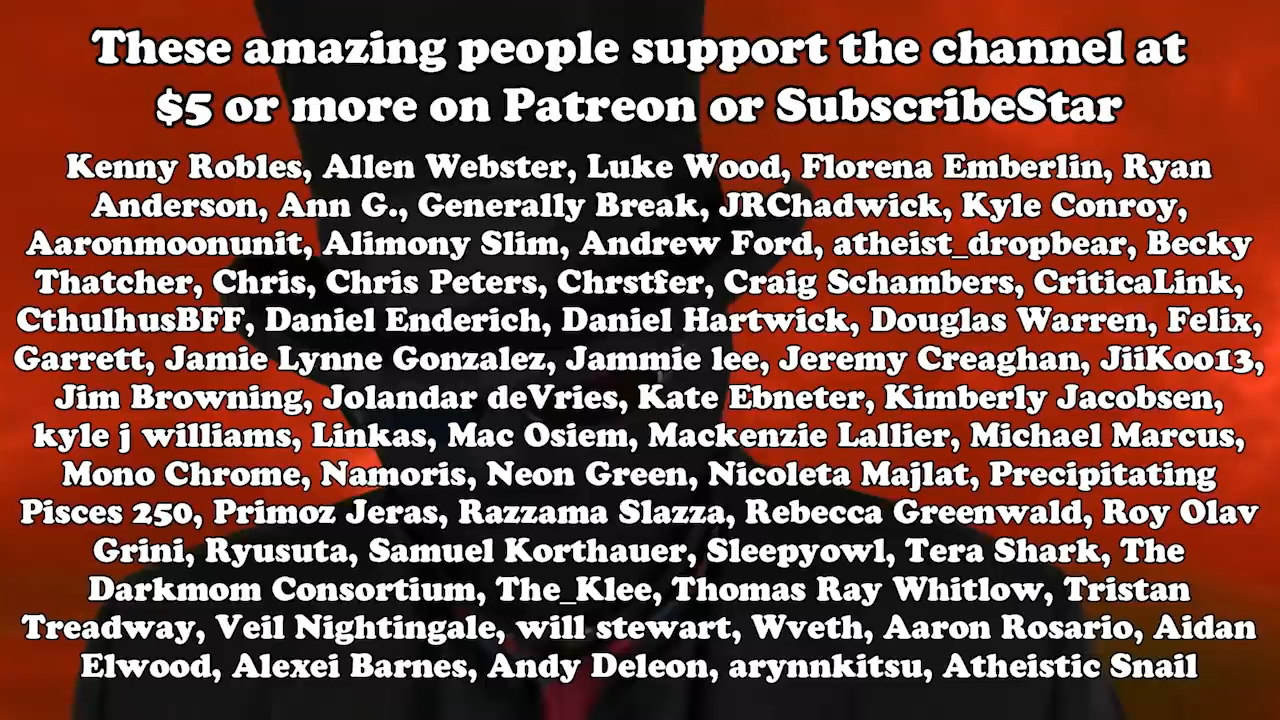 These amazing people support the channel at
$5 or more on Patreon or SubscribeStar
Kenny Robles, Allen Webster, Luke Wood, Florena Emberlin, Ryan
Anderson, Ann G., Generally Break, JRChadwick, Kyle Conroy,
Aaronmoonunit, Alimony Slim, Andrew Ford, atheist_dropbear, Becky
Thatcher, Chris, Chris Peters, Chrstfer, Craig Schambers, CriticaLink,
CthulhusBFF, Daniel Enderich, Daniel Hartwick, Douglas Warren, Felix,
Garrett, Jamie Lynne Gonzalez, Jammie lee, Jeremy Creaghan, JiiKoo13,
Jim Browning, Jolandar deVries, Kate Ebneter, Kimberly Jacobsen,
kyle j williams, Linkas, Mac Osiem, Mackenzie Lallier, Michael Marcus,
Mono Chrome, Namoris, Neon Green, Nicoleta Majlat, Precipitating
Pisces 250, Primoz Jeras, Razzama Slazza, Rebecca Greenwald, Roy Olav
Grini, Ryusuta, Samuel Korthauer, Sleepyowl, Tera Shark, The
Darkmom Consortium, The_Klee, Thomas Ray Whitlow, Tristan
Treadway, Veil Nightingale, will stewart, Wveth, Aaron Rosario, Aidan
Elwood, Alexei Barnes, Andy Deleon, arynnkitsu, Atheistic Snail